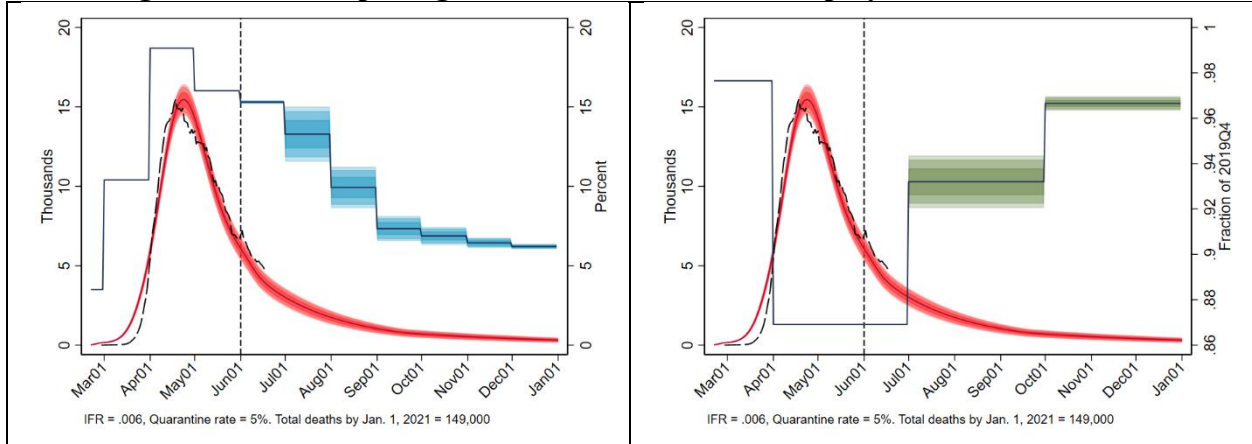 20
15
10
5
0
Thousands
20
15
10
5
0
Percent
Mar01 Apr01 May01 Jun01 Jul01 Aug01 Sep01 Oct01 Nov01 Dec01 Jan01
IFR = .006, Quarantine rate = 5%. Total deaths by Jan. 1, 2021 = 149,000
20
15
10
5
0
Thousands
1
.98
.96
.94
.92
.9
.88
.86
Fraction of 2019Q4
Mar01 Apr01 May01 Jun01 Jul01 Aug01 Sep01 Oct01 Nov01 Dec01 Jan01
IFR = .006, Quarantine rate = 5%. Total deaths by Jan. 1, 2021 = 149,000